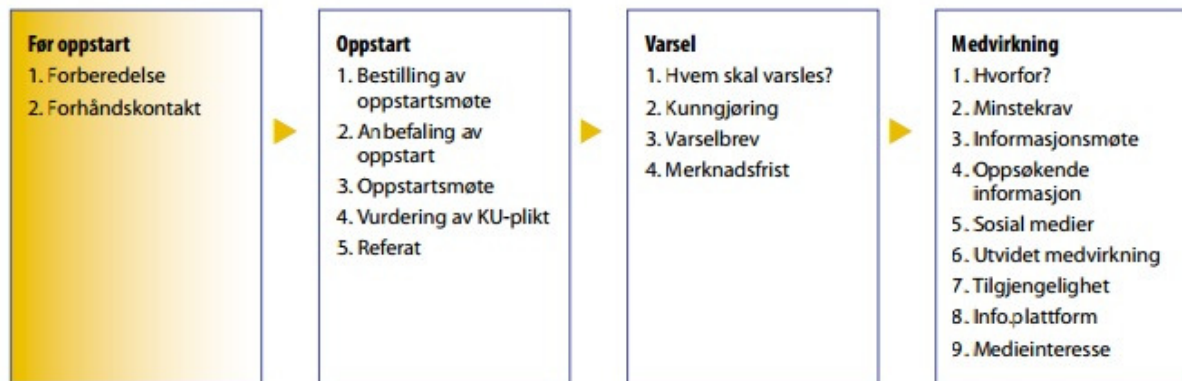 Før oppstart
1. Forberedelse
2. Forhåndskontakt
Oppstart
1. Bestilling av
oppstartsmøte
2. Anbefaling av
oppstart
3. Oppstartsmøte
4. Vurdering av KU-plikt
5. Referat
Varsel
1. Hvem skal varsles?
2. Kunngjøring
3. Varselbrev
4. Merknadsfrist
Medvirkning
1. Hvorfor?
2. Minstekrav
3. Informasjonsmøte
4. Oppsøkende
informasjon
5. Sosial medier
6. Utvidet medvirkning
7. Tilgjengelighet
8. Info.plattform
9. Medieinteresse